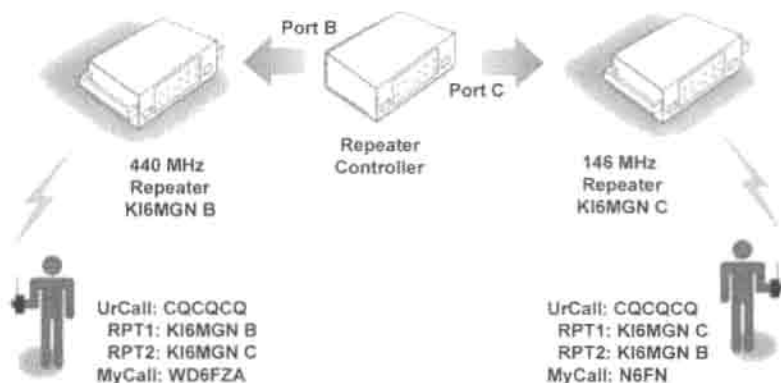 Port B
Port C
Repeater
Controller
440 MHz
Repeater
KI6MGN B
146 MHz
Repeater
KI6MGN C
UrCall: CQCQCQ
RPT1: KI6MGN B
RPT2: KI6MGN C
MyCall: WD6FZA
UrCall: CQCQCQ
RPT1: KI6MGN C
RPT2: KI6MGN B
MyCall: N6FN